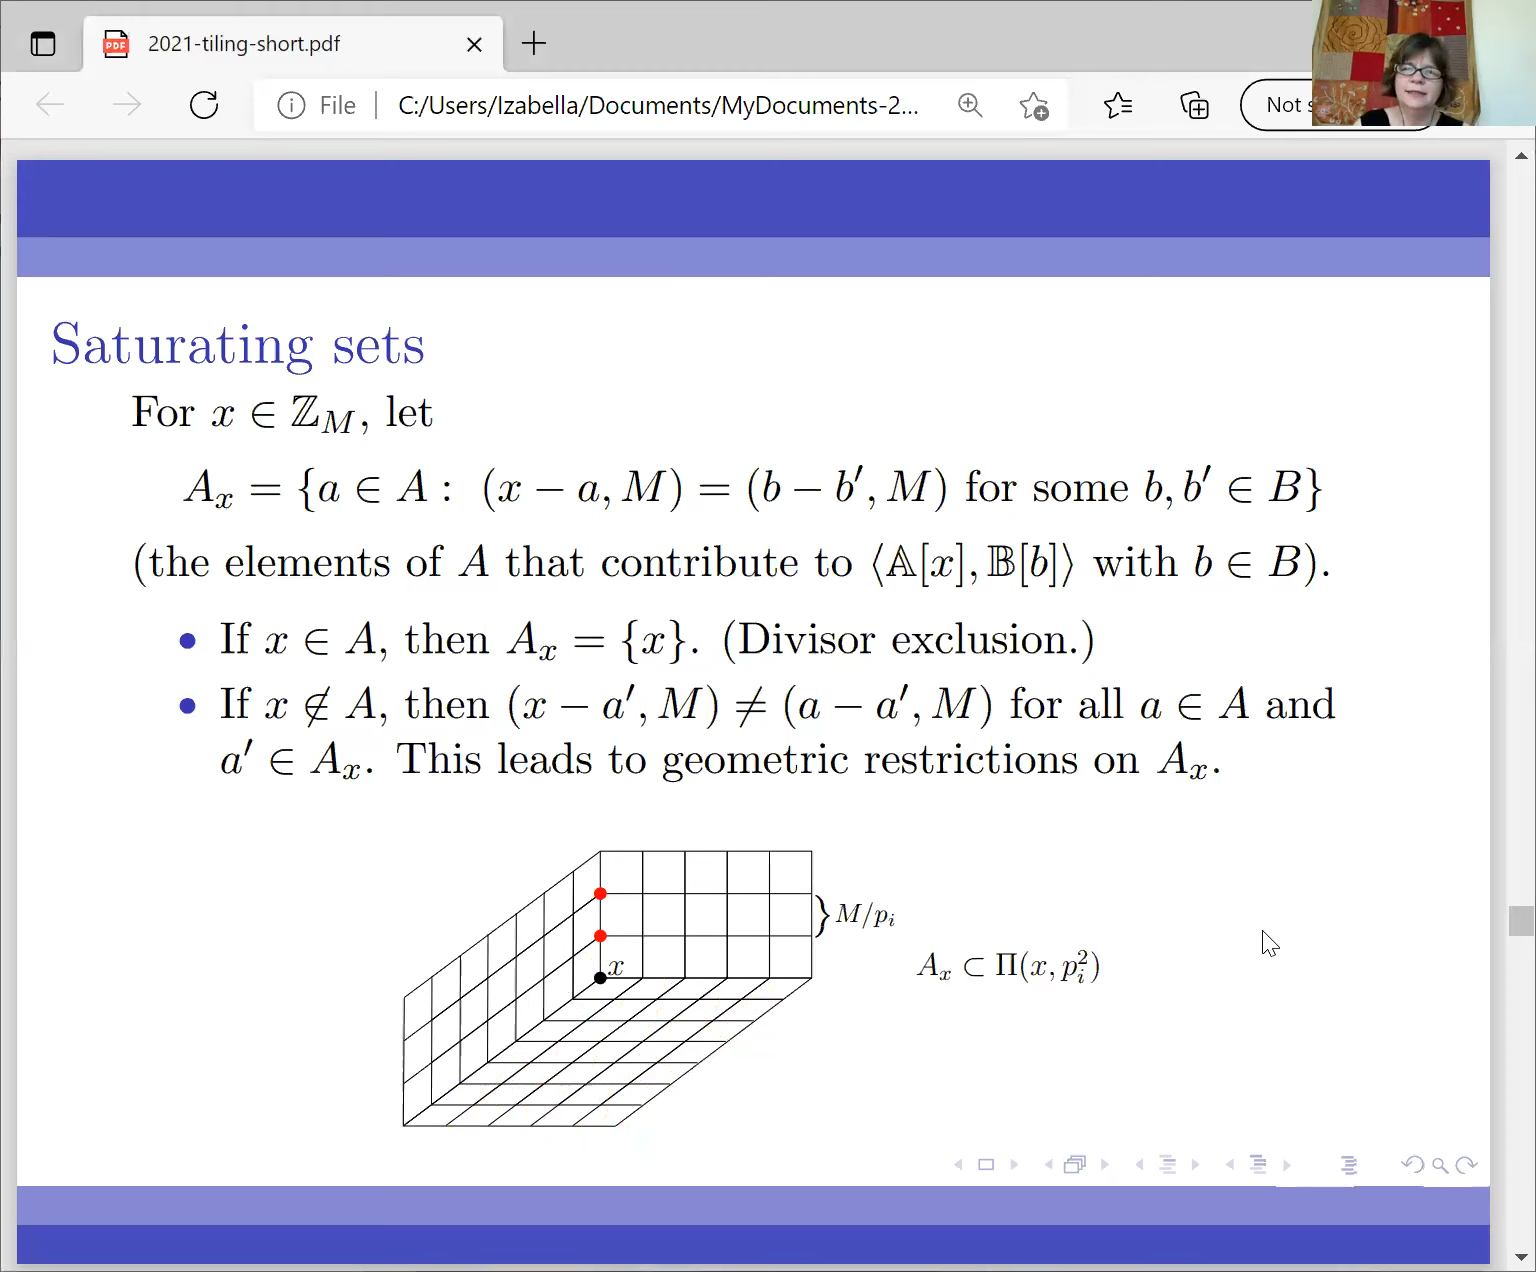 2021-tiling-short.pdf
PDF
File
C:/Users/Izabella/Documents/MyDocuments-2...
Not s
Saturating sets
For x ∈ ℤ_M, let
A_x = {a ∈ A : (x − a, M) = (b − b′, M) for some b, b′ ∈ B}
(the elements of A that contribute to ⟨𝔸[x], 𝔹[b]⟩ with b ∈ B).
• If x ∈ A, then A_x = {x}. (Divisor exclusion.)
• If x ∉ A, then (x − a′, M) ≠ (a − a′, M) for all a ∈ A and
a′ ∈ A_x. This leads to geometric restrictions on A_x.
}M/p_i
x
A_x ⊂ Π(x, p_i^2)